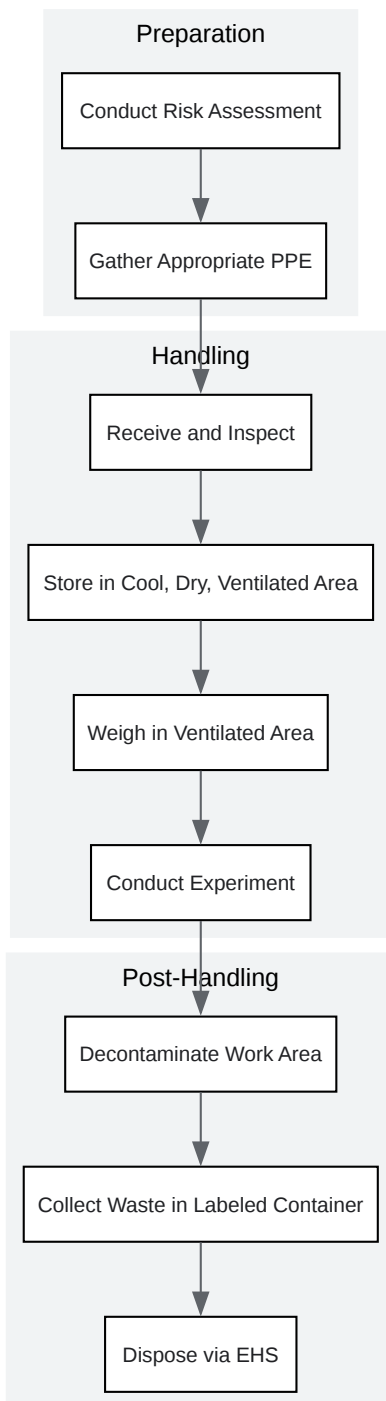 Preparation
Conduct Risk Assessment
Gather Appropriate PPE
Handling
Receive and Inspect
Store in Cool, Dry, Ventilated Area
Weigh in Ventilated Area
Conduct Experiment
Post-Handling
Decontaminate Work Area
Collect Waste in Labeled Container
Dispose via EHS